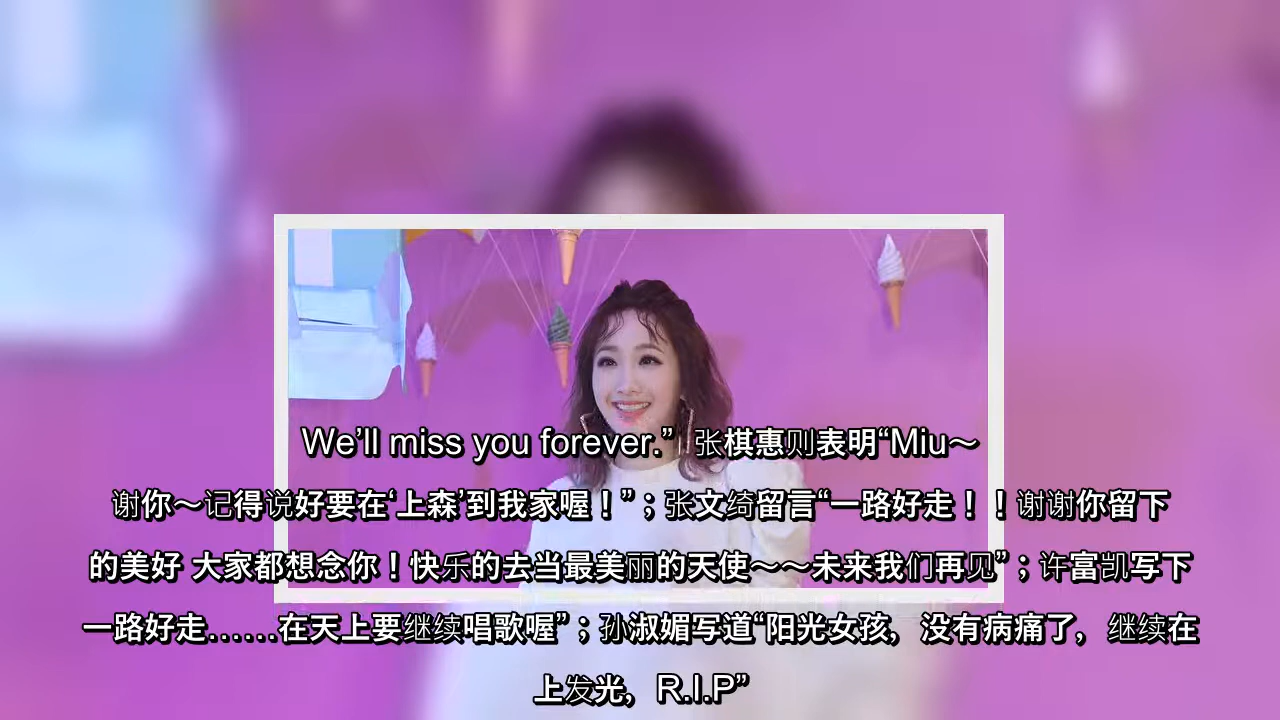 We’ll miss you forever.” 张棋惠则表明“Miu～
谢你～记得说好要在‘上森’到我家喔！”；张文绮留言“一路好走！！谢谢你留下
的美好 大家都想念你！快乐的去当最美丽的天使～～未来我们再见”；许富凯写下
一路好走……在天上要继续唱歌喔”；孙淑媚写道“阳光女孩，没有病痛了，继续在
上发光，R.I.P”